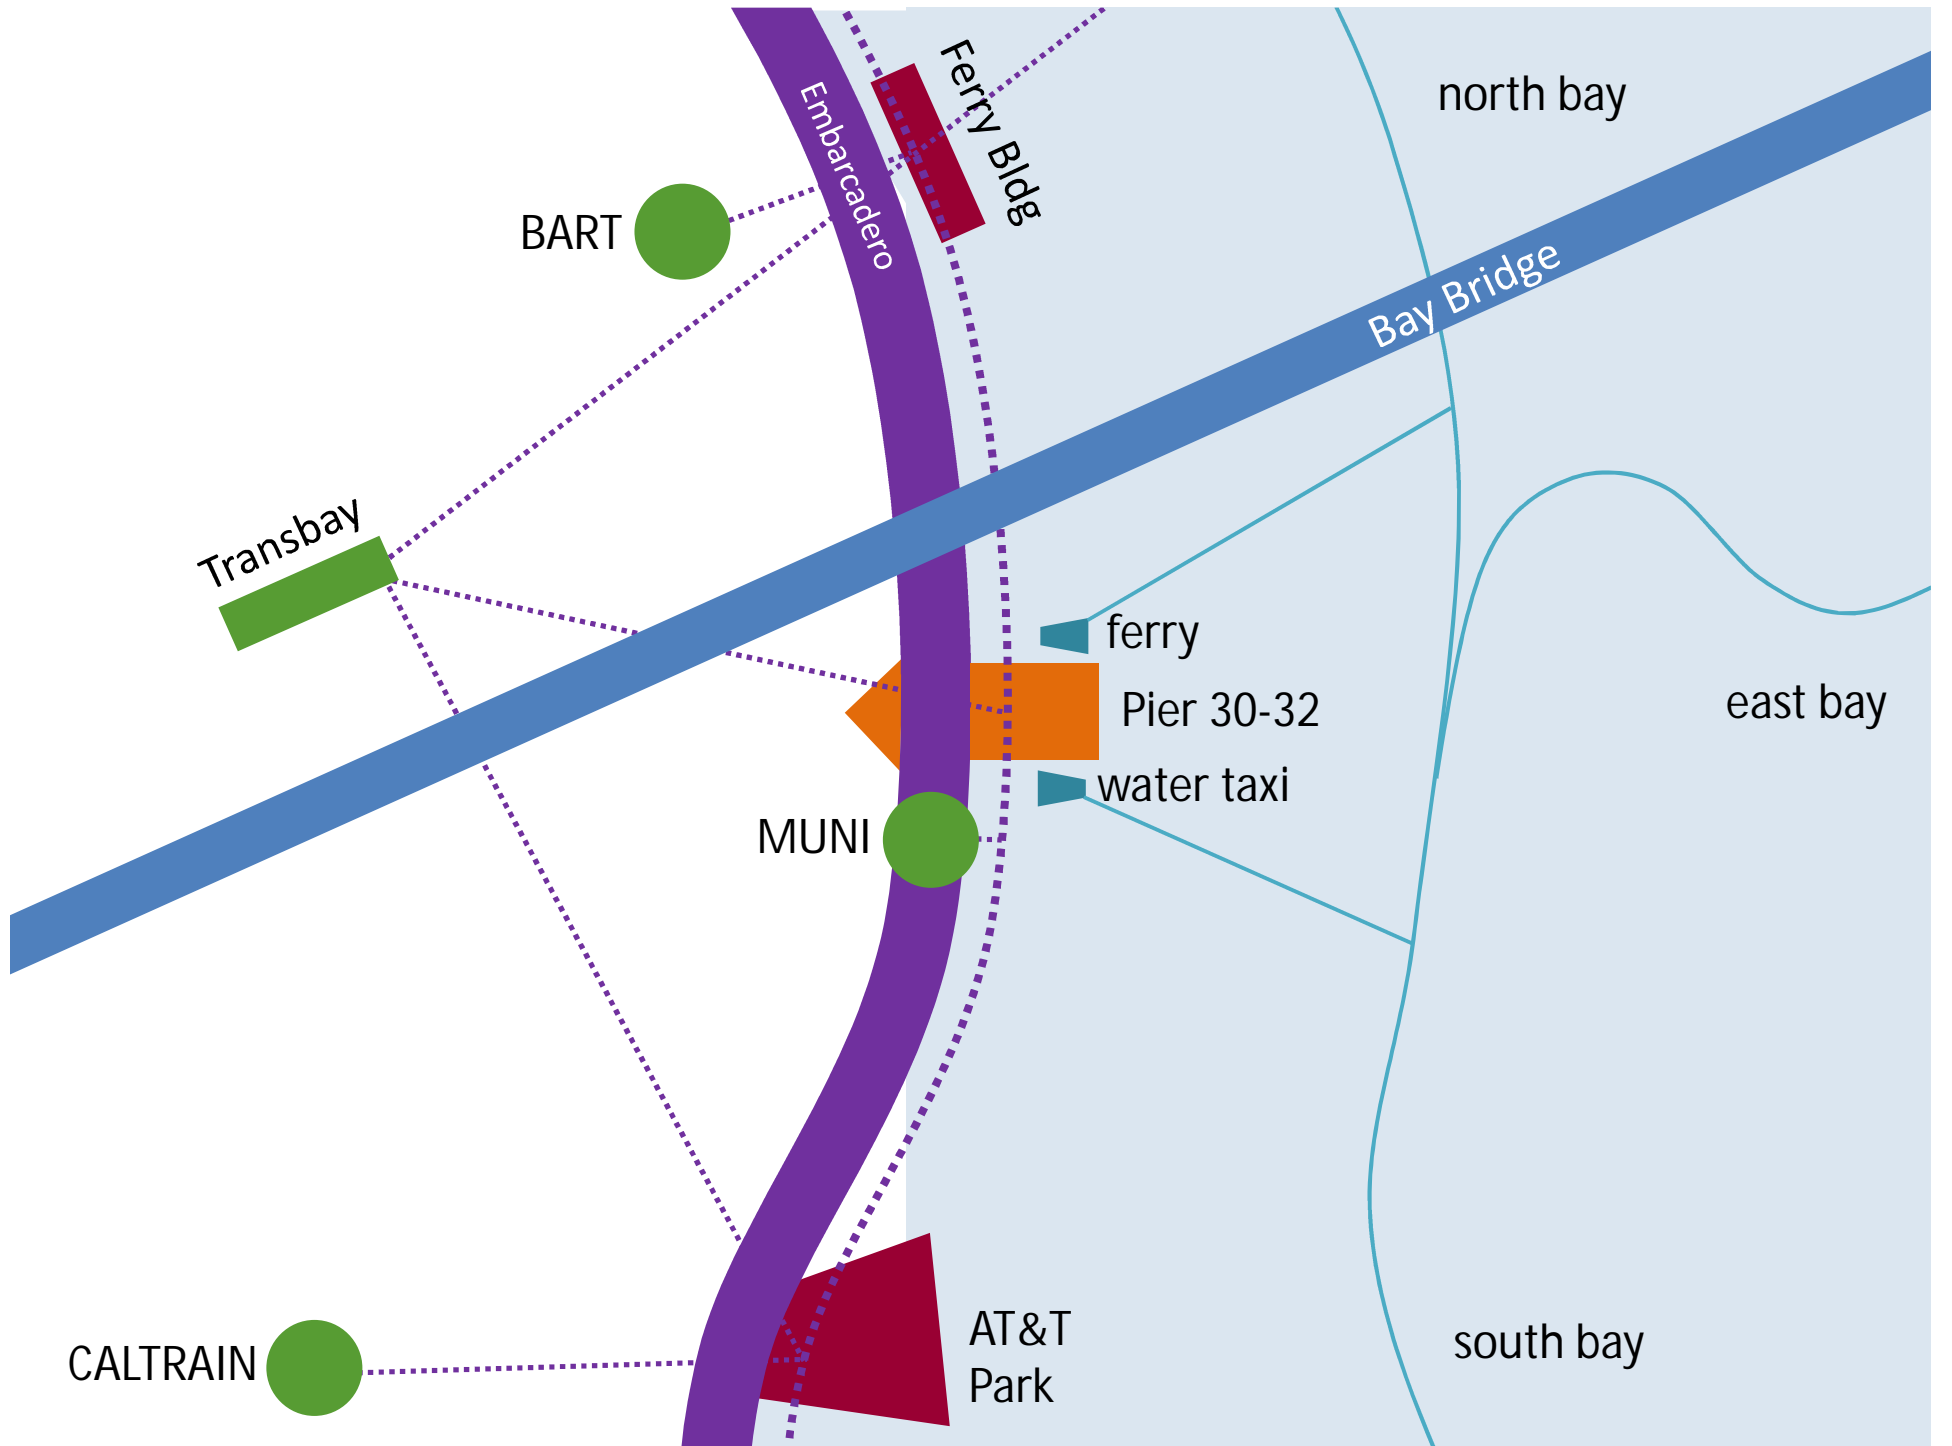 Ferry Bldg
north bay
Embarcadero
BART
Bay Bridge
Transbay
ferry
Pier 30-32
east bay
water taxi
MUNI
AT&T
Park
south bay
CALTRAIN